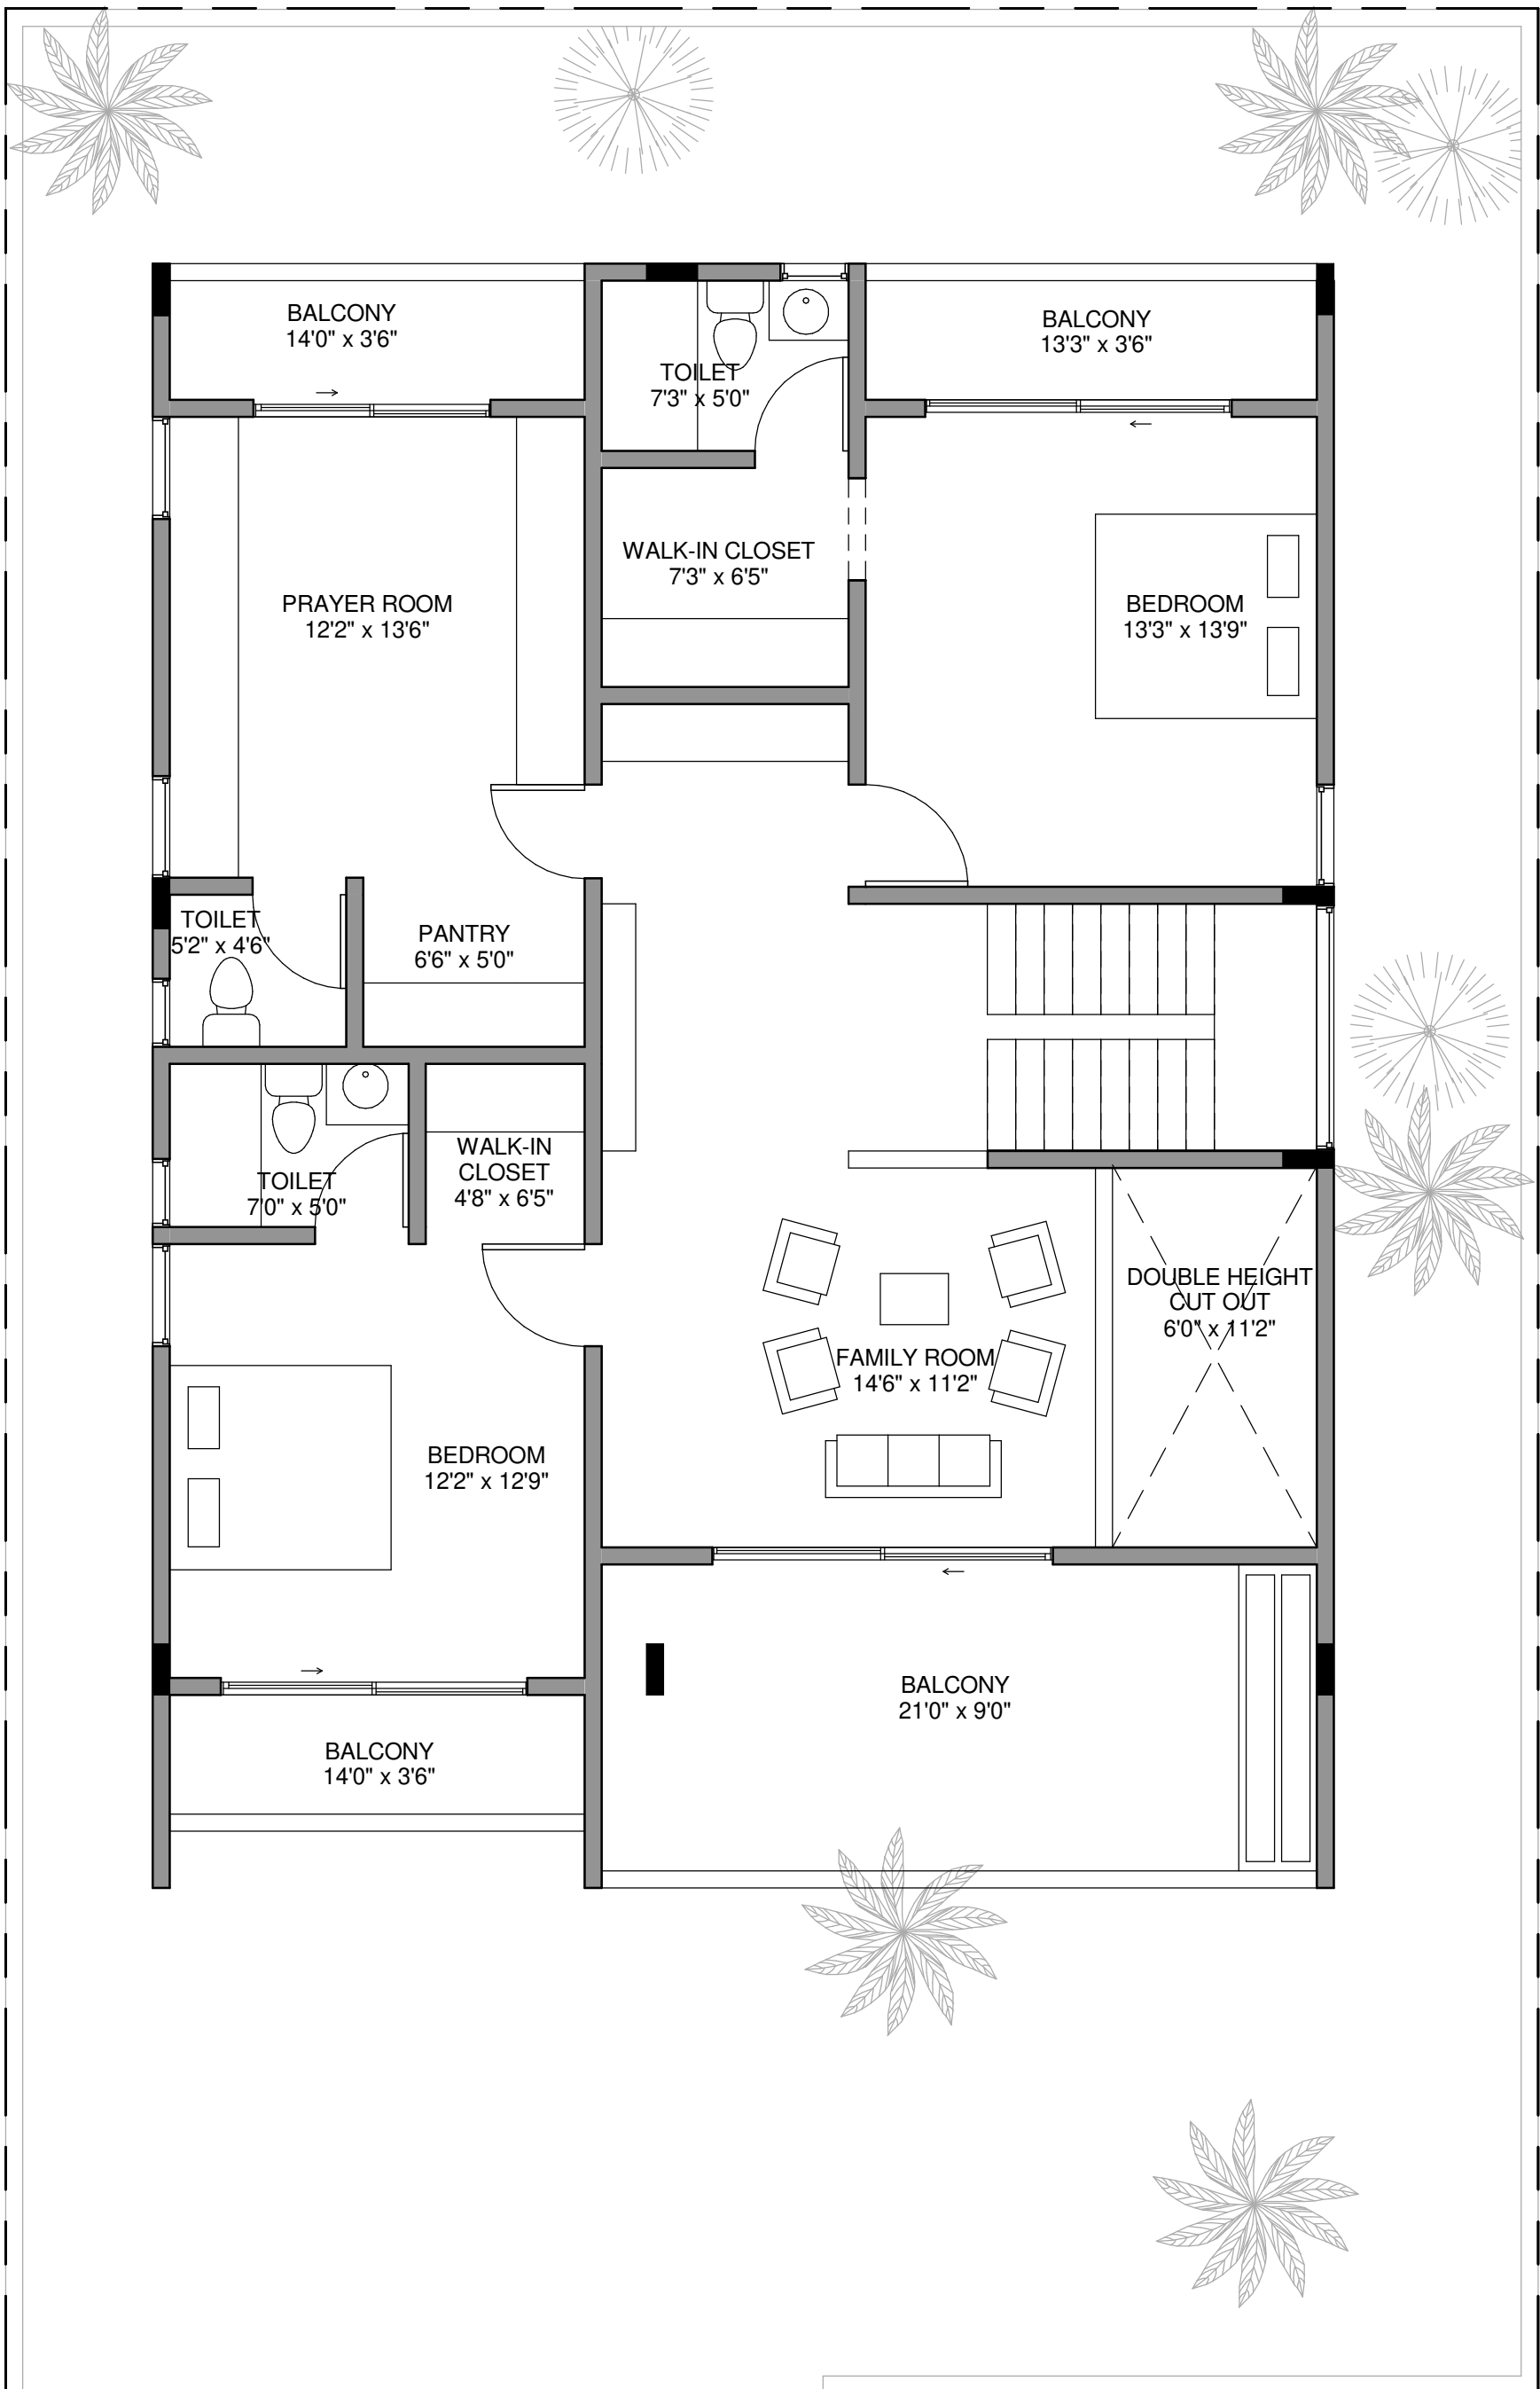 BALCONY
14'0" x 3'6"
BALCONY
13'3" x 3'6"
TOILET
7'3" x 5'0"
WALK-IN CLOSET
7'3" x 6'5"
PRAYER ROOM
12'2" x 13'6"
BEDROOM
13'3" x 13'9"
TOILET
5'2" x 4'6"
PANTRY
6'6" x 5'0"
WALK-IN
CLOSET
4'8" x 6'5"
TOILET
7'0" x 5'0"
DOUBLE HEIGHT
CUT OUT
6'0" x 11'2"
FAMILY ROOM
14'6" x 11'2"
BEDROOM
12'2" x 12'9"
BALCONY
21'0" x 9'0"
BALCONY
14'0" x 3'6"